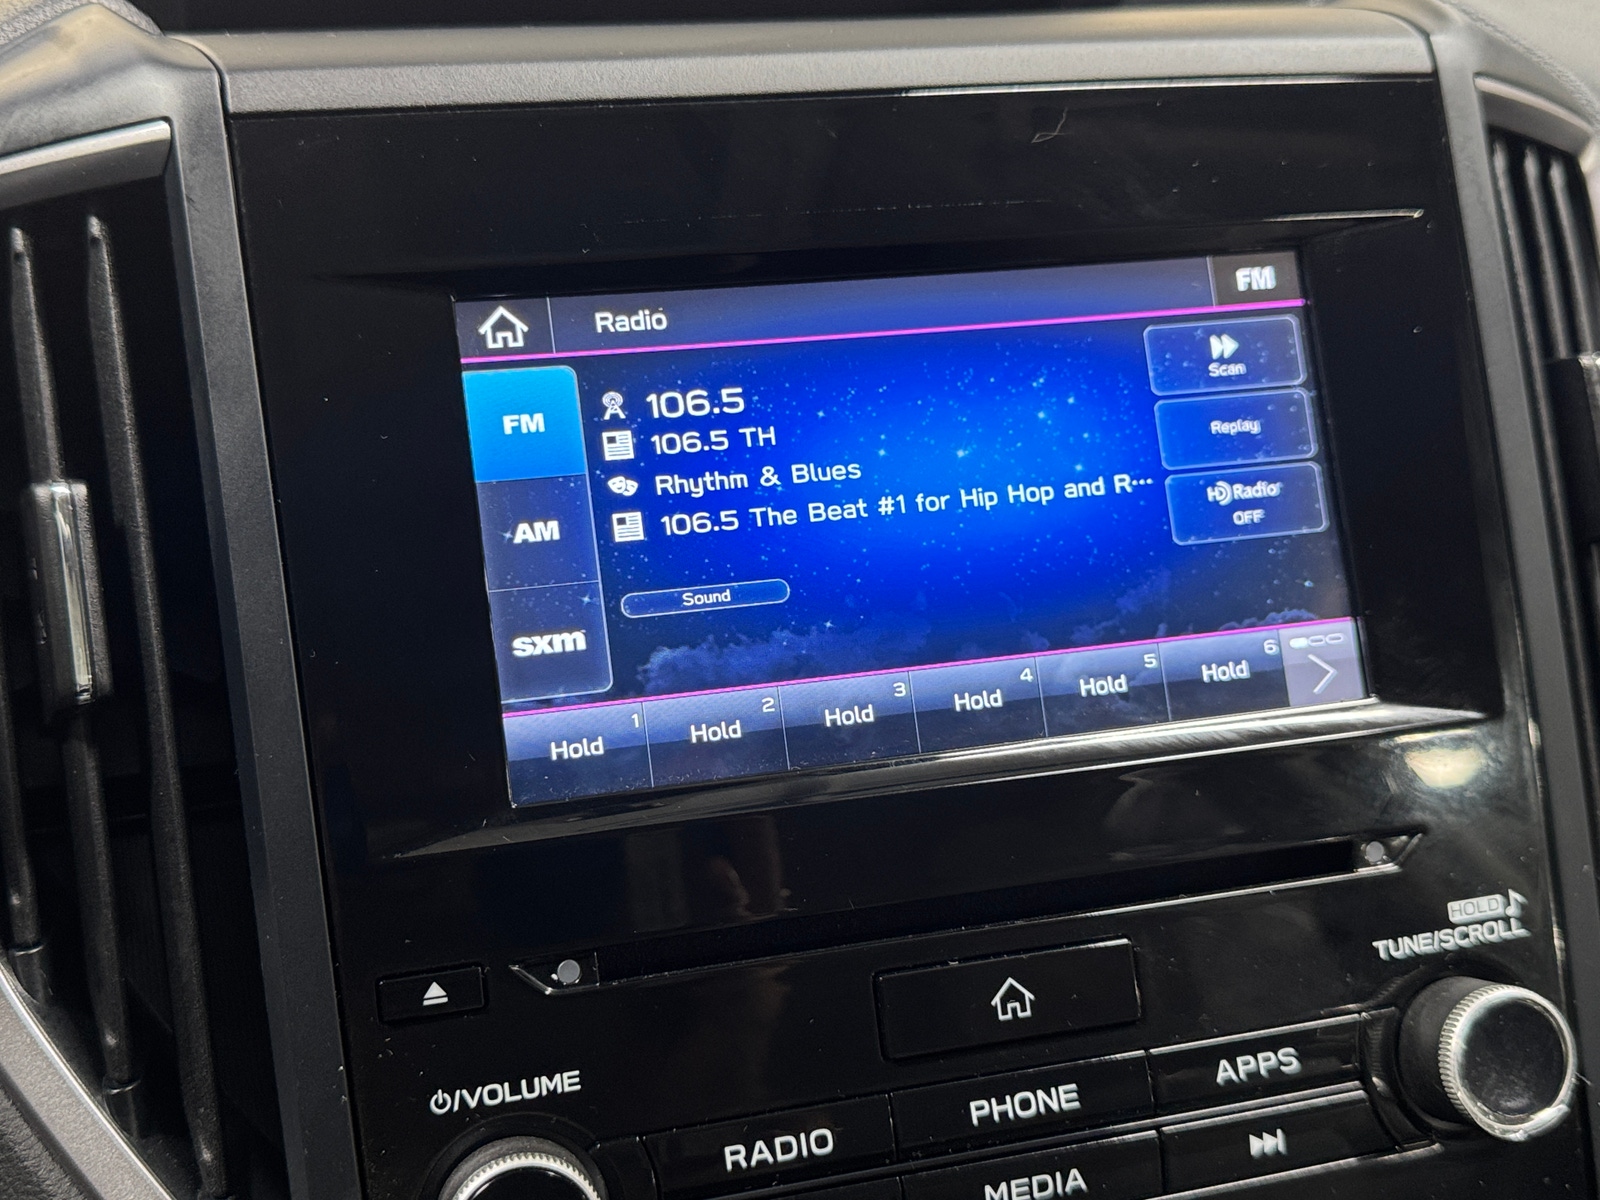 Radio
FM
FM
106.5
Scan
106.5 TH
Replay
Rhythm & Blues
AM
106.5 The Beat #1 for Hip Hop and R...
HD Radio
OFF
Sound
sxm
1
Hold
2
Hold
3
Hold
4
Hold
5
Hold
6
Hold
HOLD
TUNE/SCROLL
/VOLUME
RADIO
PHONE
APPS
MEDIA